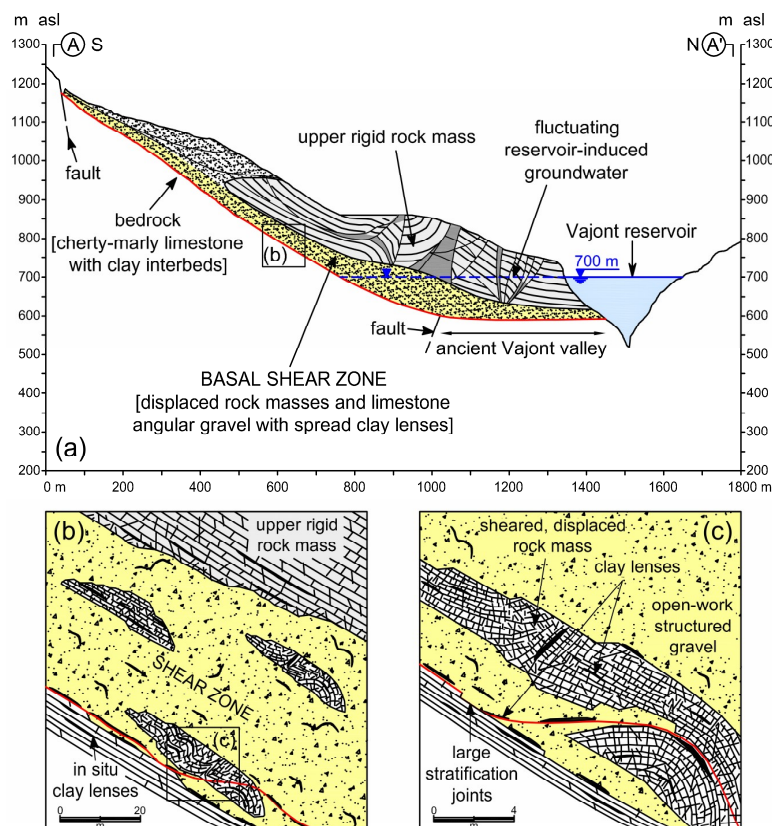 m asl
m asl
A S
N A'
1300
1300
1200
1200
1100
1100
1000
1000
900
900
800
800
700
700
600
600
500
500
400
400
300
300
200
200
0 m
200
400
600
800
1000
1200
1400
1600
1800 m
fault
upper rigid rock mass
fluctuating
reservoir-induced
groundwater
Vajont reservoir
700 m
bedrock
[cherty-marly limestone
with clay interbeds]
(b)
fault
ancient Vajont valley
BASAL SHEAR ZONE
[displaced rock masses and limestone
angular gravel with spread clay lenses]
(a)
(b)
upper rigid
rock mass
SHEAR ZONE
(c)
in situ
clay lenses
0
20
m
(c)
sheared, displaced
rock mass
clay lenses
open-work
structured
gravel
large
stratification
joints
0
4
m